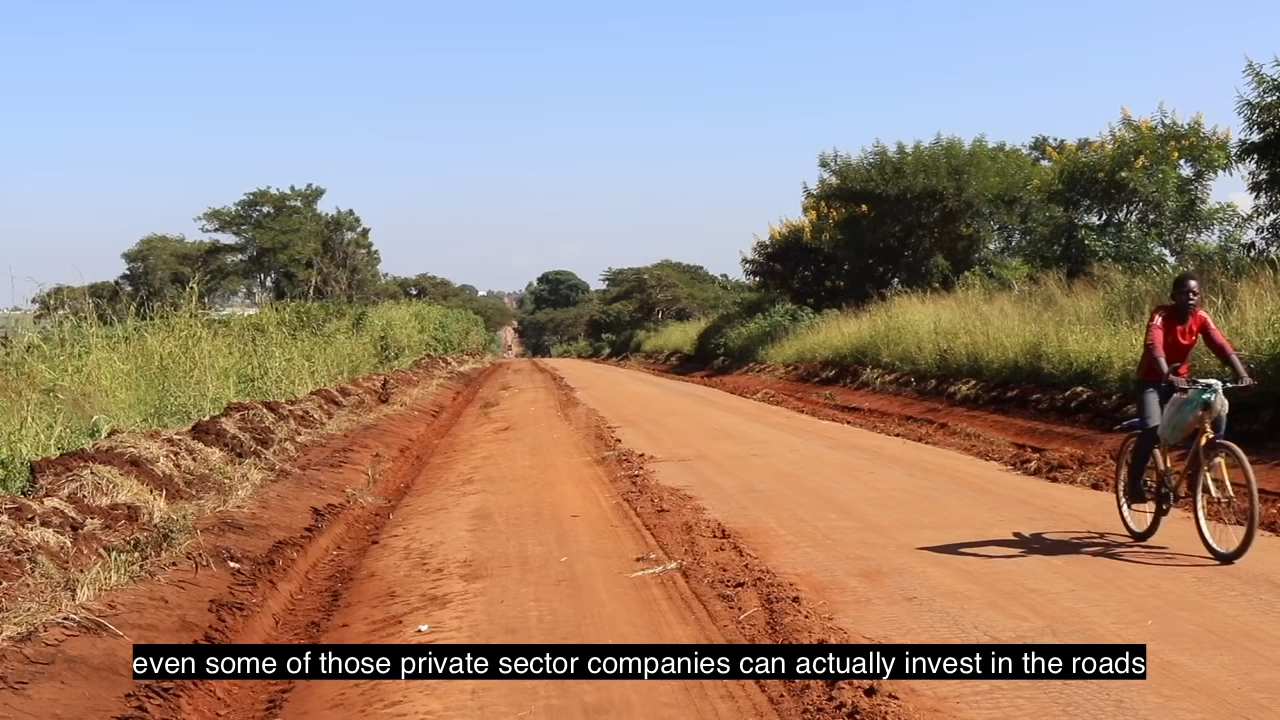 even some of those private sector companies can actually invest in the roads